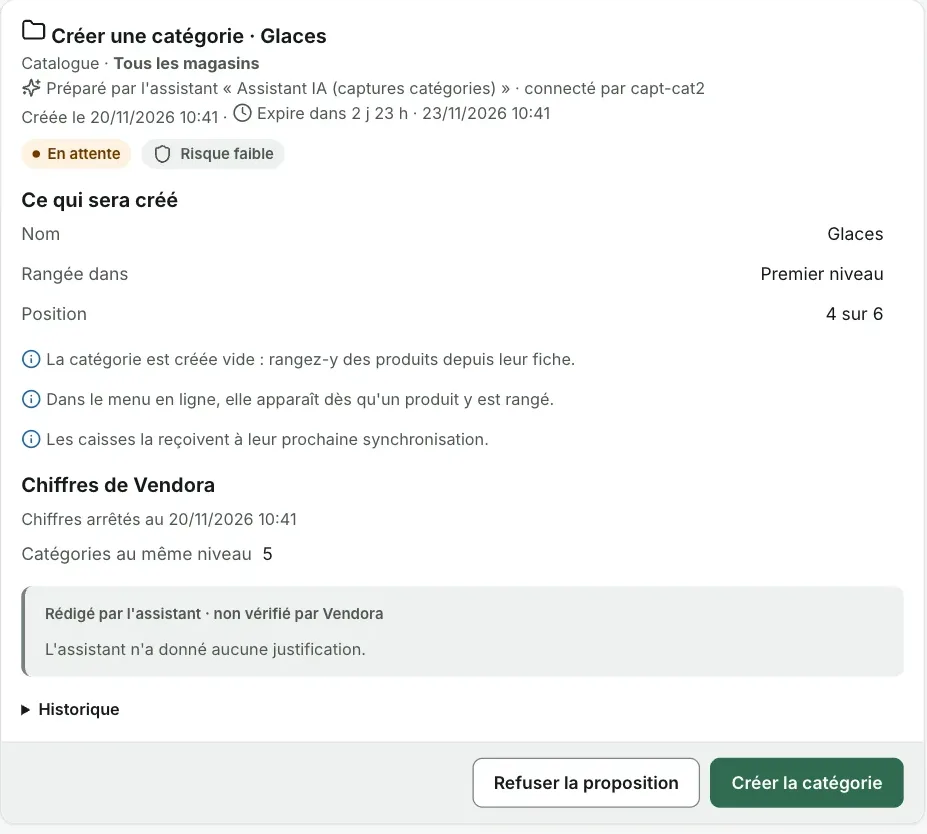 Créer une catégorie · Glaces
Catalogue · Tous les magasins
Préparé par l'assistant « Assistant IA (captures catégories) » · connecté par capt-cat2
Créée le 20/11/2026 10:41 · Expire dans 2 j 23 h · 23/11/2026 10:41
En attente Risque faible
Ce qui sera créé
Nom Glaces
Rangée dans Premier niveau
Position 4 sur 6
La catégorie est créée vide : rangez-y des produits depuis leur fiche.
Dans le menu en ligne, elle apparaît dès qu'un produit y est rangé.
Les caisses la reçoivent à leur prochaine synchronisation.
Chiffres de Vendora
Chiffres arrêtés au 20/11/2026 10:41
Catégories au même niveau 5
Rédigé par l'assistant · non vérifié par Vendora
L'assistant n'a donné aucune justification.
Historique
Refuser la proposition Créer la catégorie